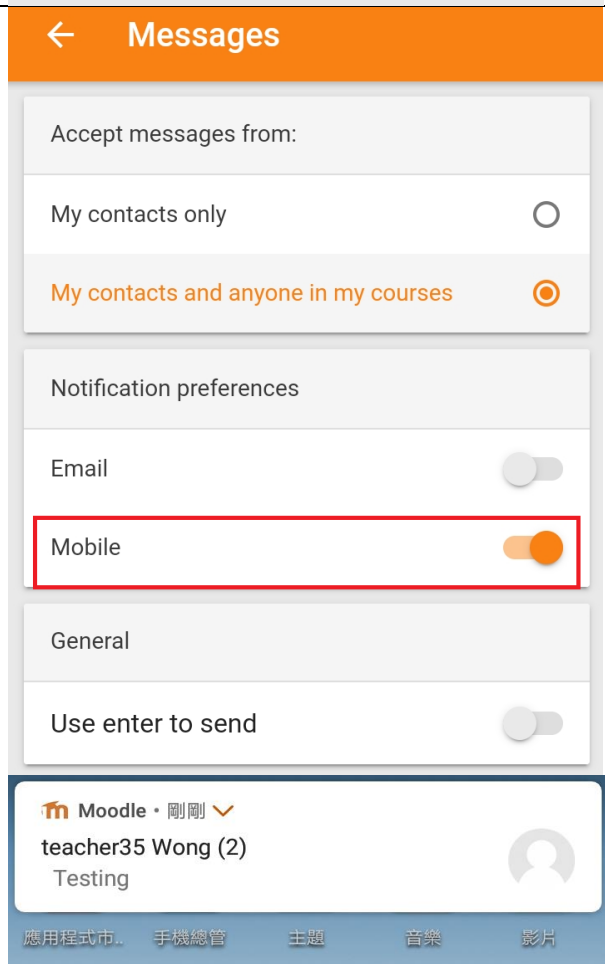 Messages
Accept messages from:
My contacts only
My contacts and anyone in my courses
Notification preferences
Email
Mobile
General
Use enter to send
Moodle • 剛剛
teacher35 Wong (2)
Testing
應用程式市.. 手機總管 主題 音樂 影片